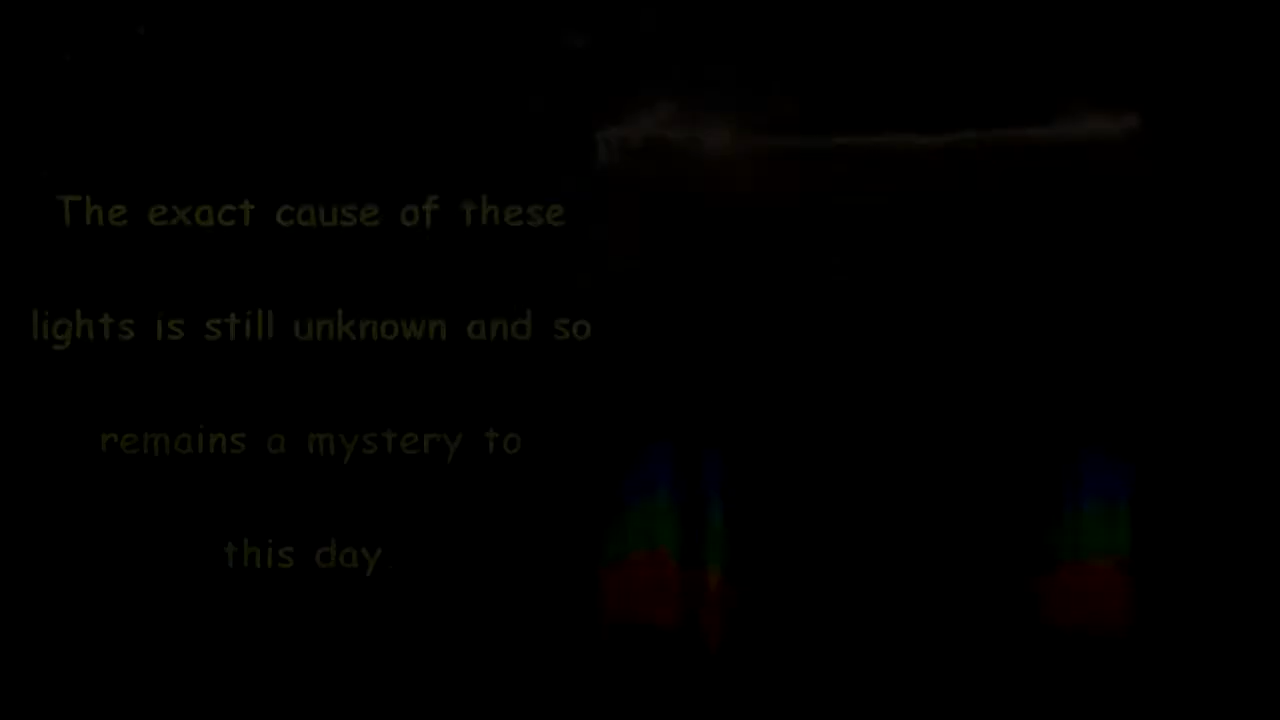 The exact cause of these
lights is still unknown and so
remains a mystery to
this day.